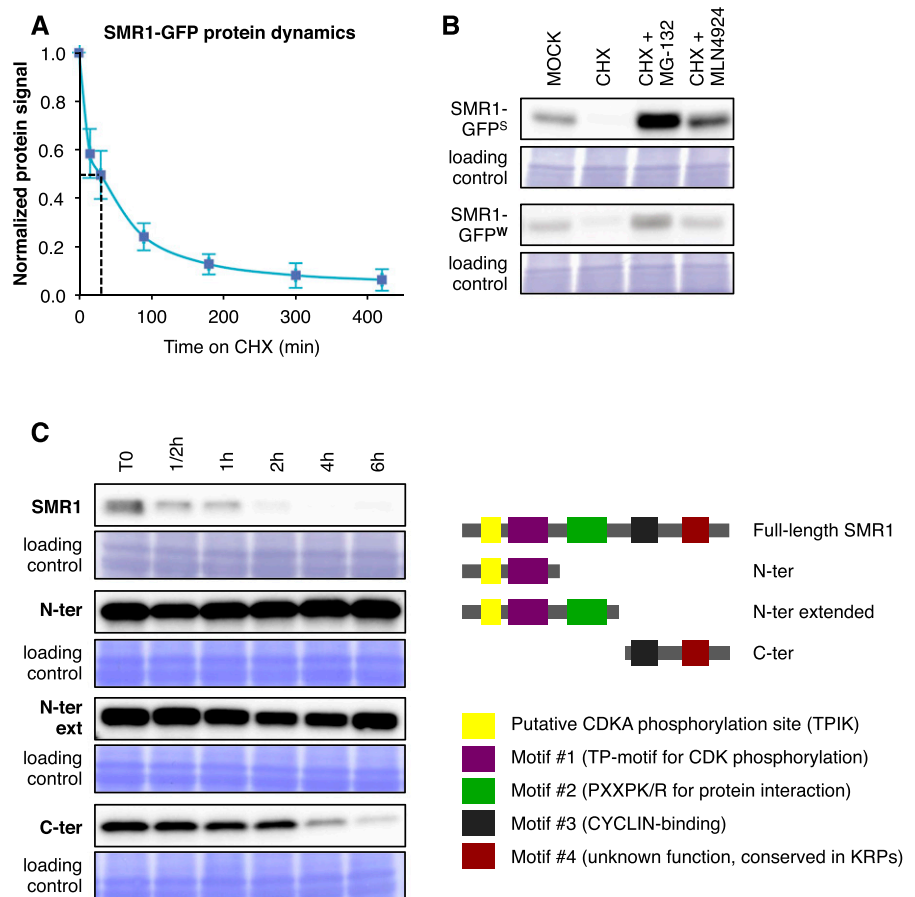 A
SMR1-GFP protein dynamics
Normalized protein signal
1.0
0.8
0.6
0.4
0.2
0.0
0 100 200 300 400
Time on CHX (min)
B
MOCK
CHX
CHX +
MG-132
CHX +
MLN4924
SMR1-
GFPS
loading
control
SMR1-
GFPW
loading
control
C
T0 1/2h 1h 2h 4h 6h
SMR1
loading
control
N-ter
loading
control
N-ter
ext
loading
control
C-ter
loading
control
Full-length SMR1
N-ter
N-ter extended
C-ter
Putative CDKA phosphorylation site (TPIK)
Motif #1 (TP-motif for CDK phosphorylation)
Motif #2 (PXXPK/R for protein interaction)
Motif #3 (CYCLIN-binding)
Motif #4 (unknown function, conserved in KRPs)